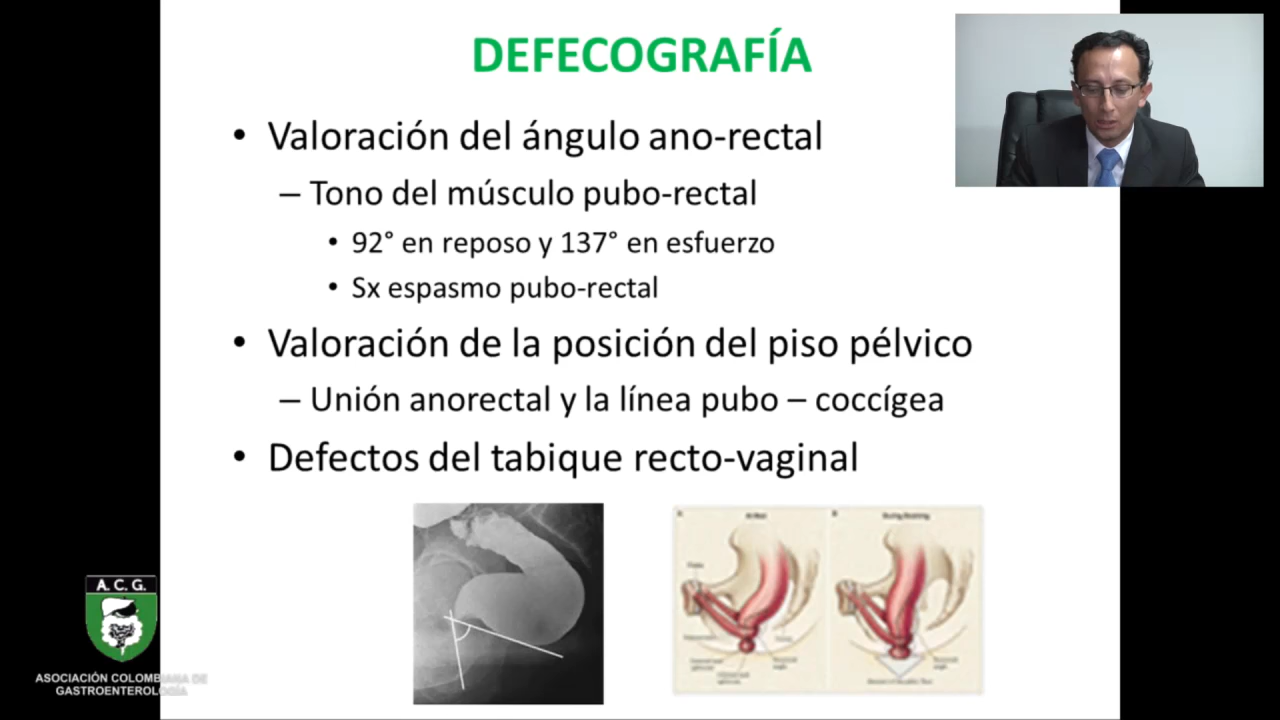 DEFECOGRAFÍA
• Valoración del ángulo ano-rectal
– Tono del músculo pubo-rectal
• 92° en reposo y 137° en esfuerzo
• Sx espasmo pubo-rectal
• Valoración de la posición del piso pélvico
– Unión anorectal y la línea pubo – coccígea
• Defectos del tabique recto-vaginal
A. C. G.
ASOCIACIÓN COLOMBIANA DE
GASTROENTEROLOGÍA